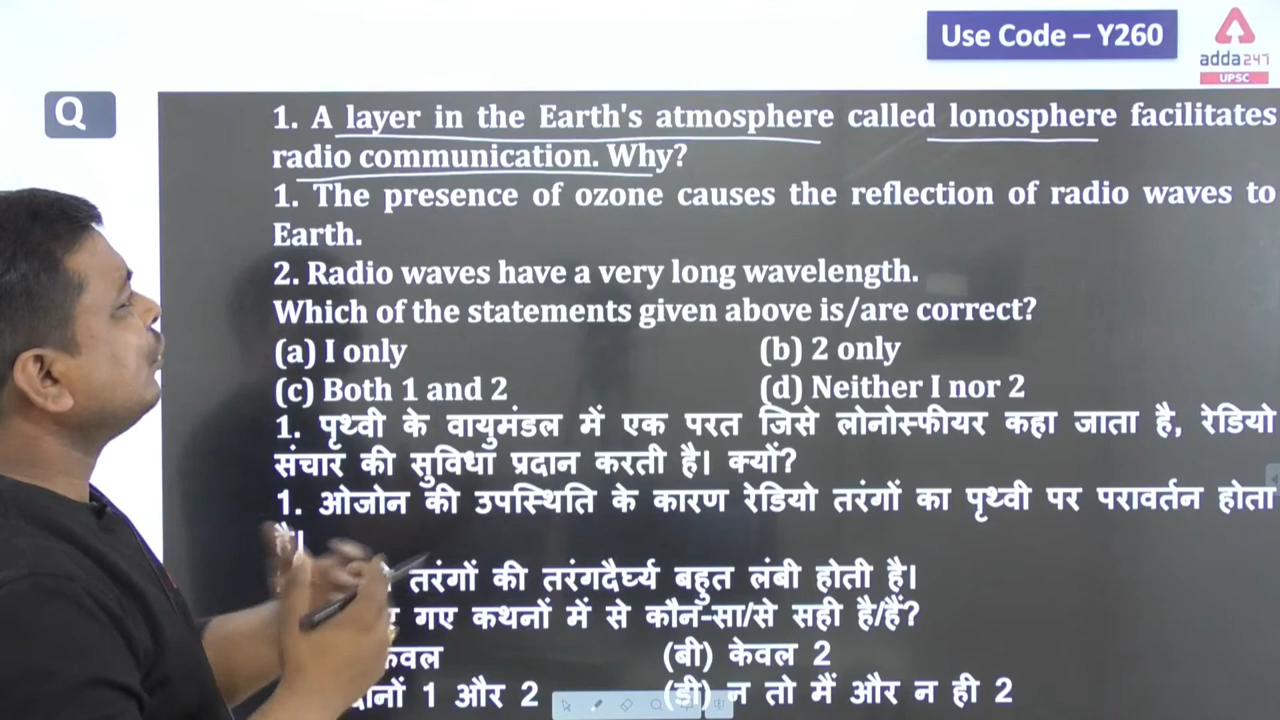 Use Code – Y260
adda247
UPSC
Q
1. A layer in the Earth's atmosphere called lonosphere facilitates
radio communication. Why?
1. The presence of ozone causes the reflection of radio waves to
Earth.
2. Radio waves have a very long wavelength.
Which of the statements given above is/are correct?
(a) I only (b) 2 only
(c) Both 1 and 2 (d) Neither I nor 2
1. पृथ्वी के वायुमंडल में एक परत जिसे लोनोस्फीयर कहा जाता है, रेडियो
संचार की सुविधा प्रदान करती है। क्यों?
1. ओजोन की उपस्थिति के कारण रेडियो तरंगों का पृथ्वी पर परावर्तन होता
है।
तरंगों की तरंगदैर्घ्य बहुत लंबी होती है।
गए कथनों में से कौन-सा/से सही है/हैं?
(बी) केवल 2
1 और 2 (डी) न तो मैं और न ही 2